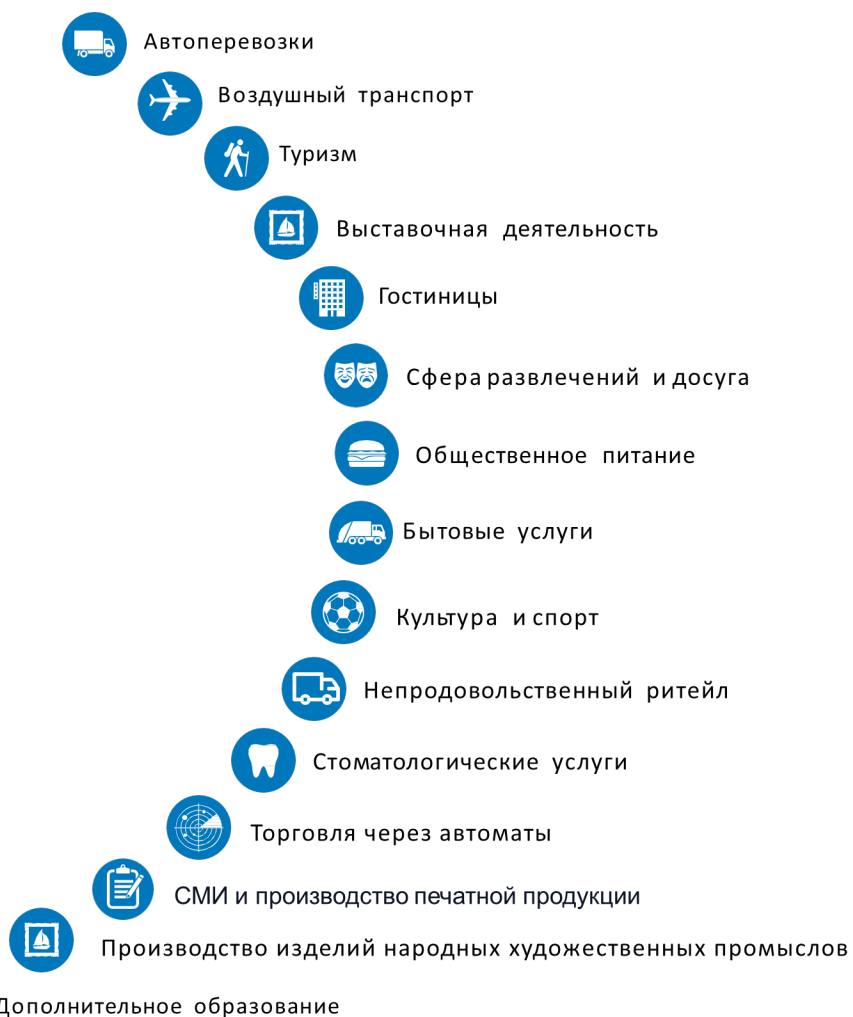 Автоперевозки
Воздушный транспорт
Туризм
Выставочная деятельность
Гостиницы
Сфера развлечений и досуга
Общественное питание
Бытовые услуги
Культура и спорт
Непродовольственный ритейл
Стоматологические услуги
Торговля через автоматы
СМИ и производство печатной продукции
Производство изделий народных художественных промыслов
Дополнительное образование